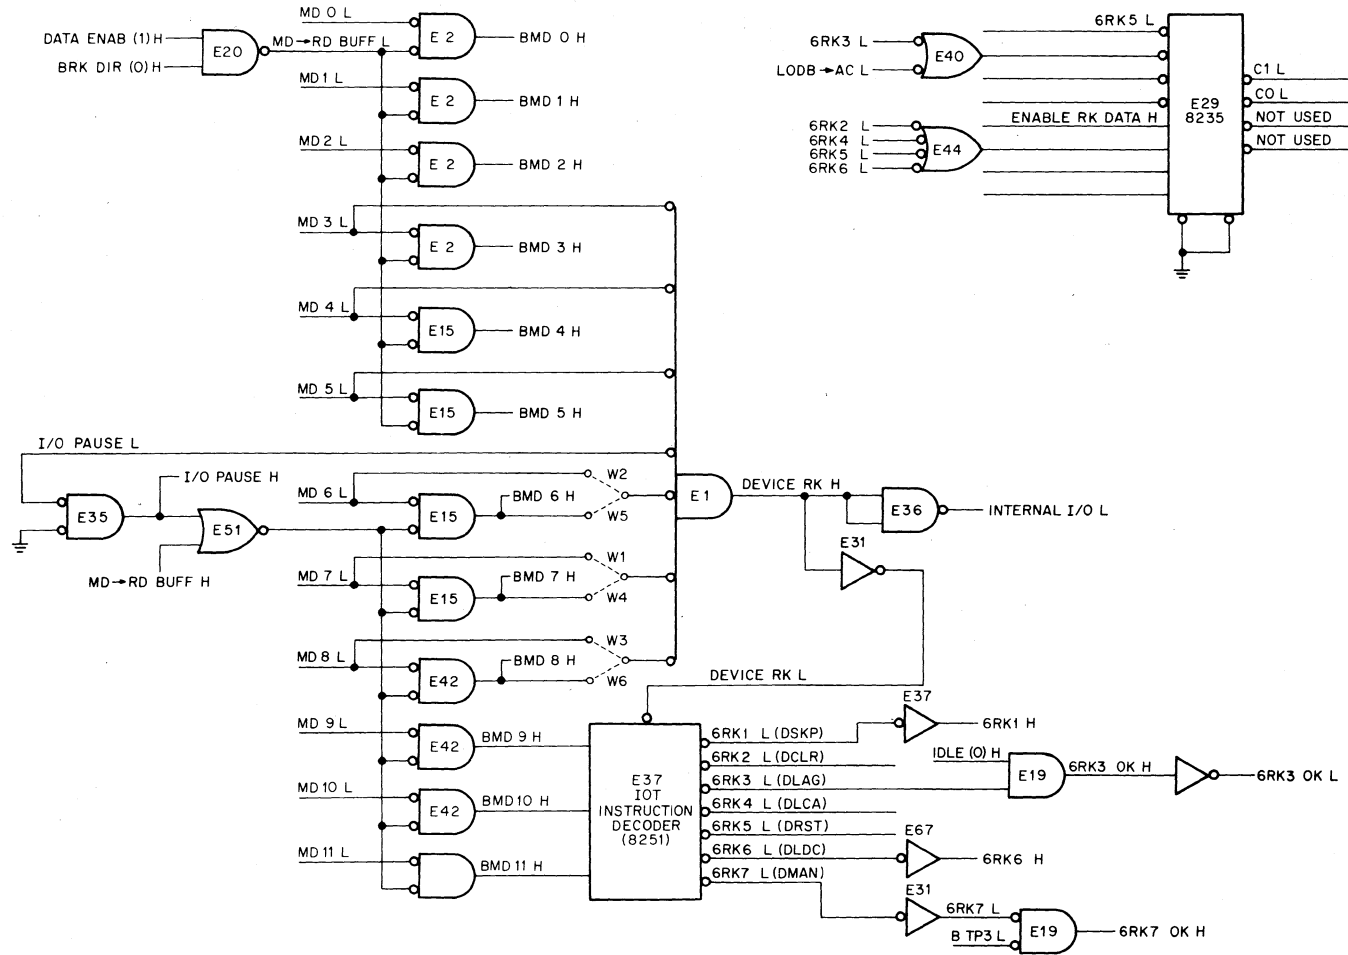 MD 0 L
DATA ENAB (1) H
BRK DIR (0) H
E20
MD→RD BUFF L
E 2
BMD 0 H
MD 1 L
E 2
BMD 1 H
MD 2 L
E 2
BMD 2 H
MD 3 L
E 2
BMD 3 H
MD 4 L
E15
BMD 4 H
MD 5 L
E15
BMD 5 H
6RK5 L
6RK3 L
LODB→AC L
E40
6RK2 L
6RK4 L
6RK5 L
6RK6 L
E44
ENABLE RK DATA H
E29
8235
C1 L
C0 L
NOT USED
NOT USED
I/O PAUSE L
I/O PAUSE H
E35
E51
MD→RD BUFF H
MD 6 L
E15
BMD 6 H
W2
W5
MD 7 L
E15
BMD 7 H
W1
W4
MD 8 L
E42
BMD 8 H
W3
W6
E1
DEVICE RK H
E36
INTERNAL I/O L
E31
DEVICE RK L
MD 9 L
E42
BMD 9 H
MD 10 L
E42
BMD 10 H
MD 11 L
BMD 11 H
E37
IOT
INSTRUCTION
DECODER
(8251)
6RK1 L (DSKP)
6RK2 L (DCLR)
6RK3 L (DLAG)
6RK4 L (DLCA)
6RK5 L (DRST)
6RK6 L (DLDC)
6RK7 L (DMAN)
E37
6RK1 H
IDLE (0) H
E19
6RK3 OK H
6RK3 OK L
E67
6RK6 H
E31
6RK7 L
B TP3 L
E19
6RK7 OK H